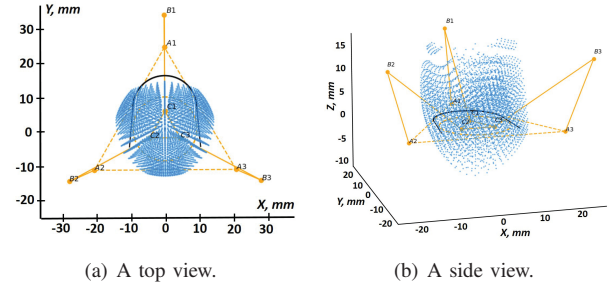 Y, mm
30
20
10
0
-10
-20
-30 -20 -10 0 10 20 30
X, mm
B1
A1
C1
C2
C3
A2
B2
A3
B3
(a) A top view.
Z, mm
15
10
5
0
-5
-10
20
10
0
-10
-20
Y, mm
-20 -10 0 10 20
X, mm
B1
B2
B3
A1
C2
C3
A2
A3
(b) A side view.